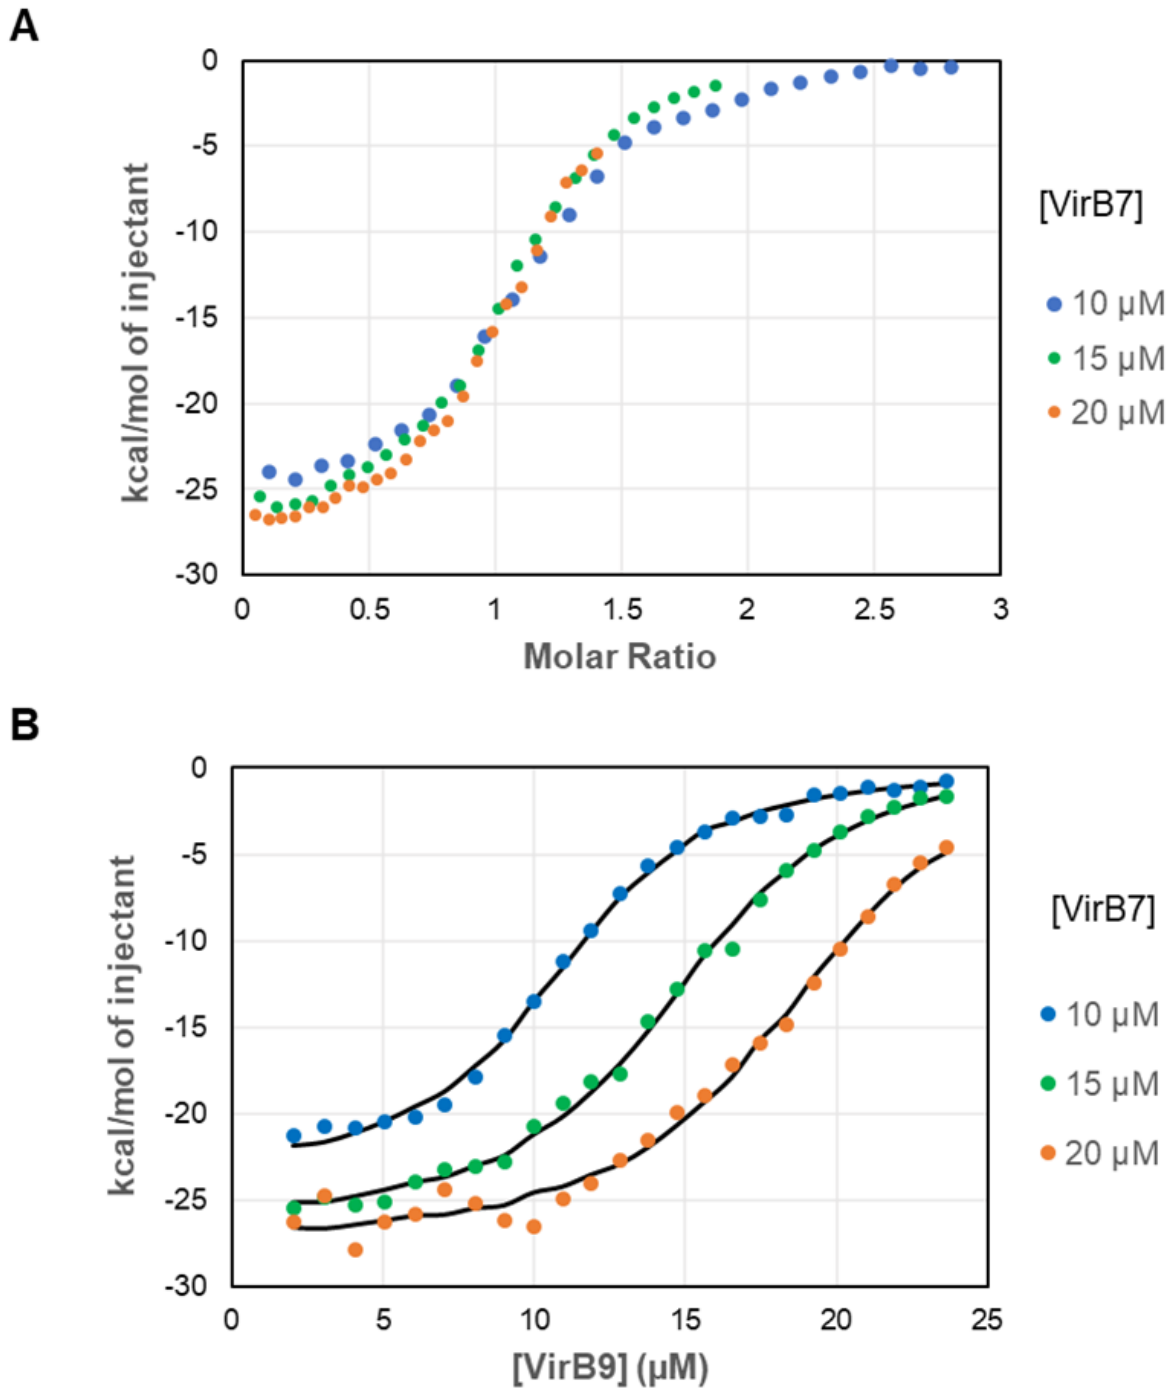 A
0
-5
-10
-15
-20
-25
-30
kcal/mol of injectant
0 0.5 1 1.5 2 2.5 3
Molar Ratio
[VirB7]
10 µM
15 µM
20 µM
B
0
-5
-10
-15
-20
-25
-30
kcal/mol of injectant
0 5 10 15 20 25
[VirB9] (µM)
[VirB7]
10 µM
15 µM
20 µM